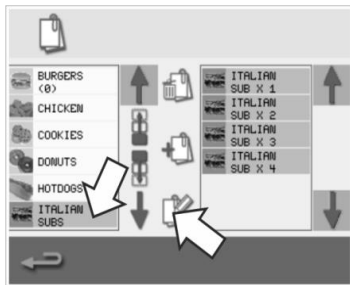 BURGERS
(0)
CHICKEN
COOKIES
DONUTS
HOTDOGS
ITALIAN
SUBS
ITALIAN
SUB X 1
ITALIAN
SUB X 2
ITALIAN
SUB X 3
ITALIAN
SUB X 4